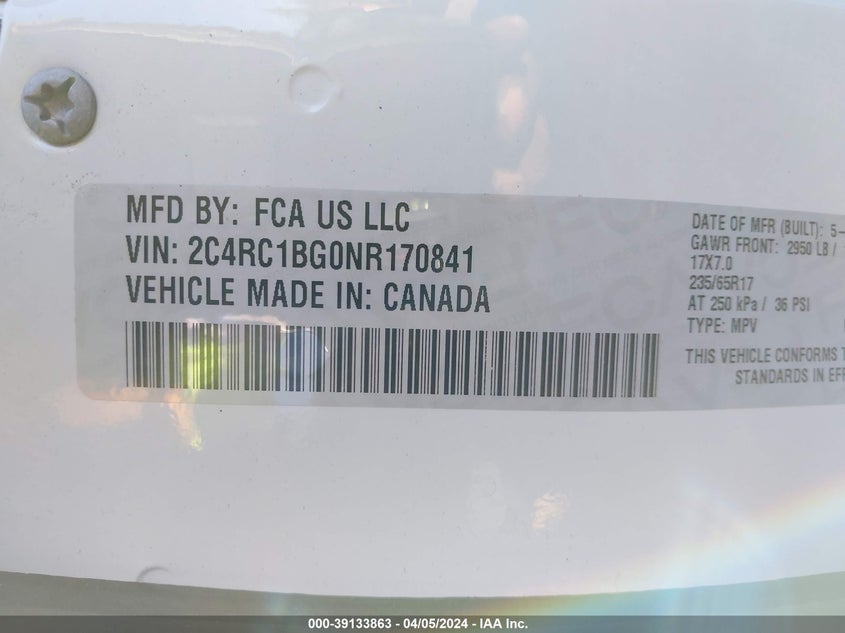 MFD BY: FCA US LLC
VIN: 2C4RC1BG0NR170841
VEHICLE MADE IN: CANADA
DATE OF MFR (BUILT): 5-
GAWR FRONT: 2950 LB /
17X7.0
235/65R17
AT 250 kPa / 36 PSI
TYPE: MPV
THIS VEHICLE CONFORMS T
STANDARDS IN EFF
000-39133863 - 04/05/2024 - IAA Inc.